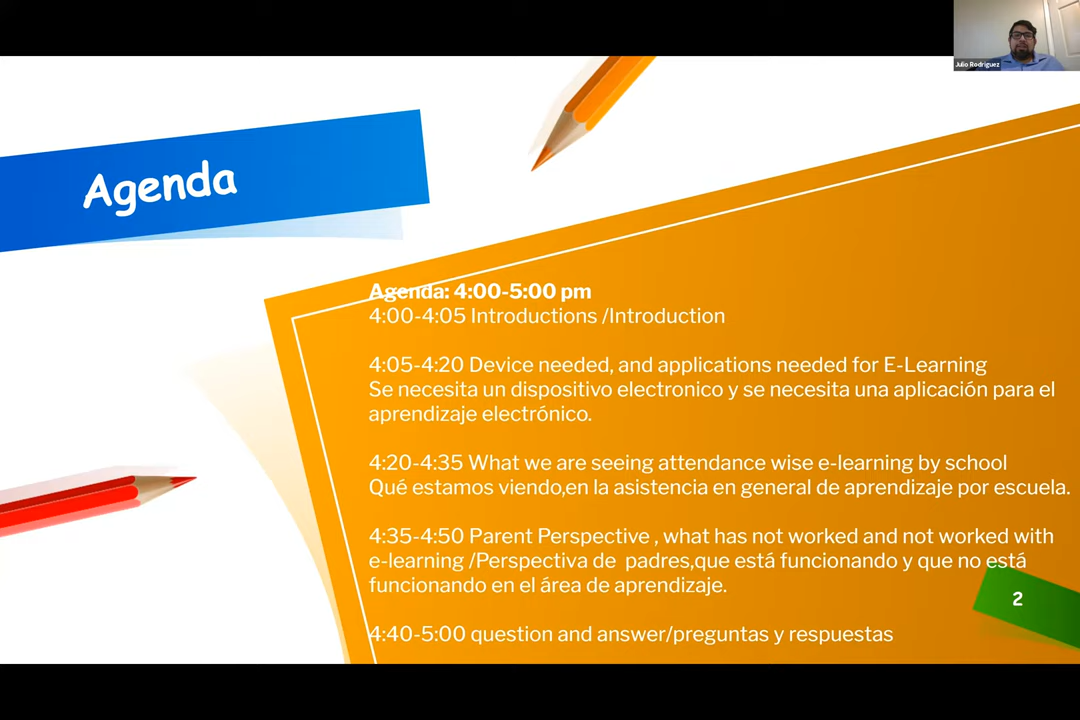 Julio Rodriguez
Agenda
Agenda: 4:00-5:00 pm
4:00-4:05 Introductions /Introduction
4:05-4:20 Device needed, and applications needed for E-Learning
Se necesita un dispositivo electronico y se necesita una aplicación para el
aprendizaje electrónico.
4:20-4:35 What we are seeing attendance wise e-learning by school
Qué estamos viendo,en la asistencia en general de aprendizaje por escuela.
4:35-4:50 Parent Perspective , what has not worked and not worked with
e-learning /Perspectiva de  padres,que está funcionando y que no está
funcionando en el área de aprendizaje.
2
4:40-5:00 question and answer/preguntas y respuestas